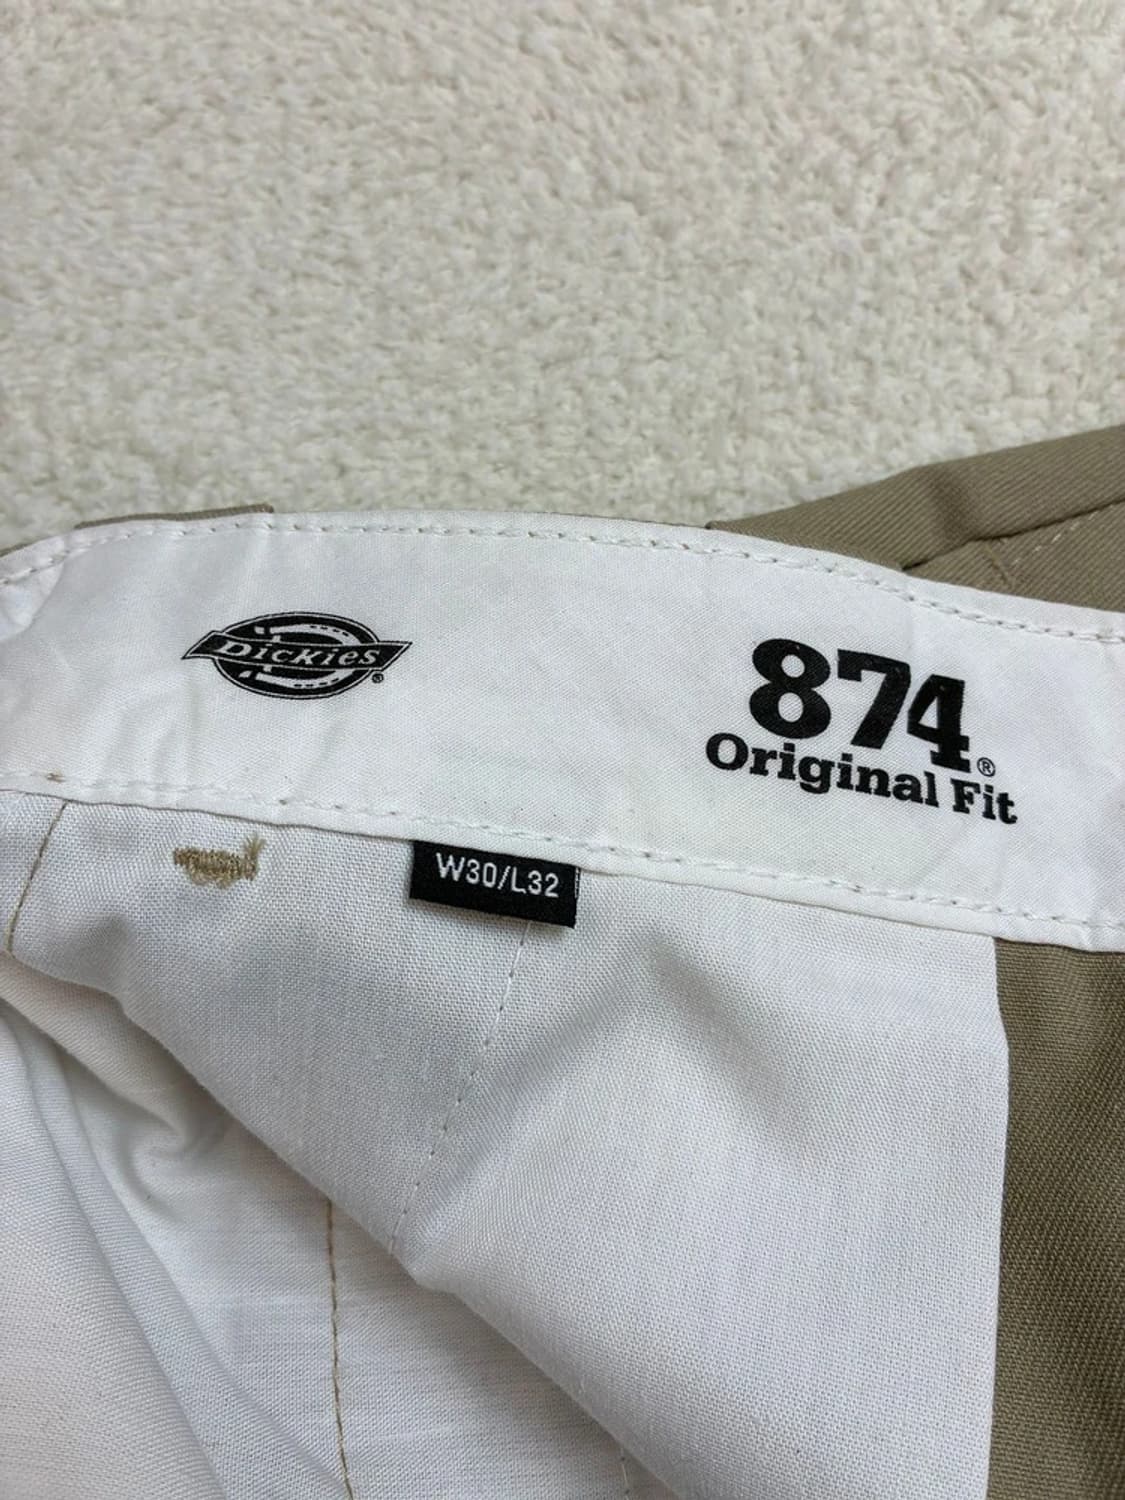 Dickies®
874®
Original Fit
W30/L32